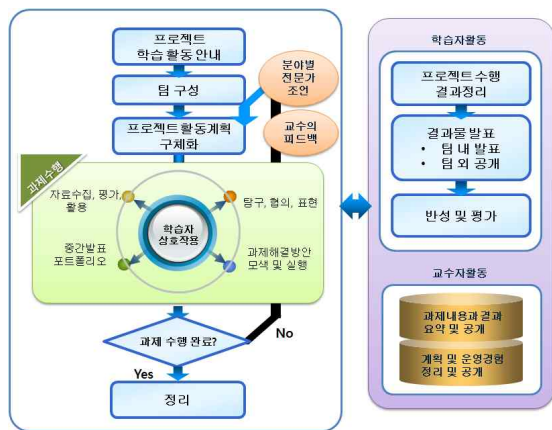 프로젝트
학습 활동 안내
팀 구성
프로젝트 활동계획
구체화
분야별
전문가
조언
교수의
피드백
과제수행
자료수집, 평가,
활용
탐구, 협의, 표현
학습자
상호작용
중간발표
포트폴리오
과제해결방안
모색 및 실행
과제 수행 완료?
No
Yes
정리
학습자활동
프로젝트 수행
결과정리
결과물 발표
• 팀 내 발표
• 팀 외 공개
반성 및 평가
교수자활동
과제내용과 결과
요약 및 공개
계획 및 운영경험
정리 및 공개